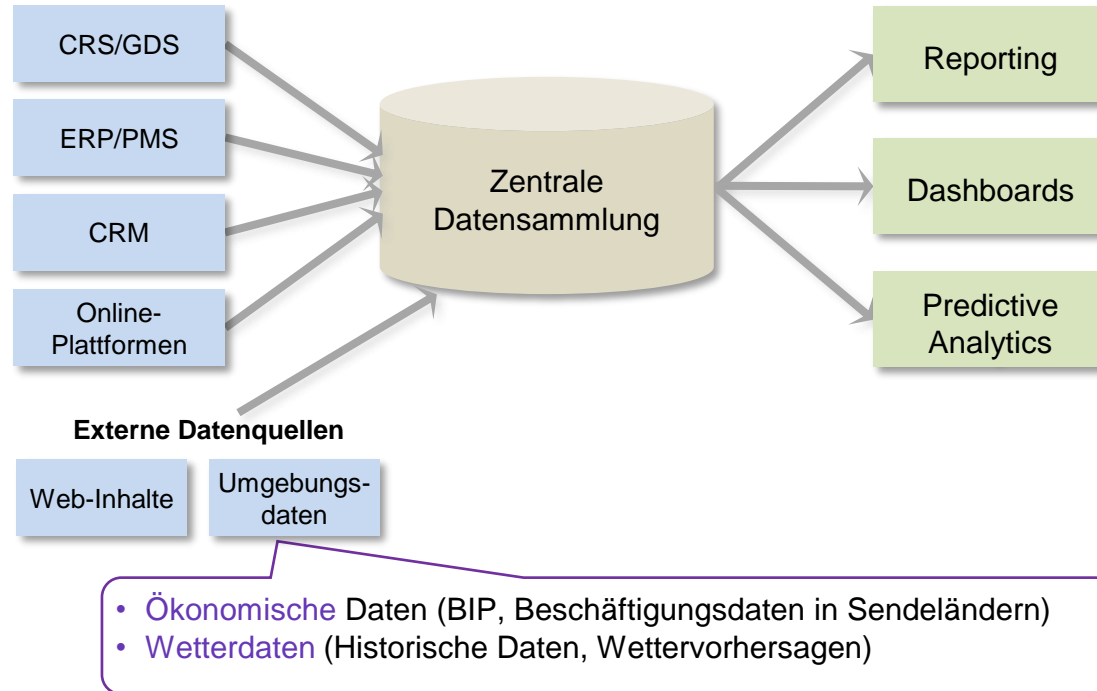 CRS/GDS
ERP/PMS
CRM
Online-
Plattformen
Zentrale
Datensammlung
Reporting
Dashboards
Predictive
Analytics
Externe Datenquellen
Web-Inhalte
Umgebungs-
daten
• Ökonomische Daten (BIP, Beschäftigungsdaten in Sendeländern)
• Wetterdaten (Historische Daten, Wettervorhersagen)